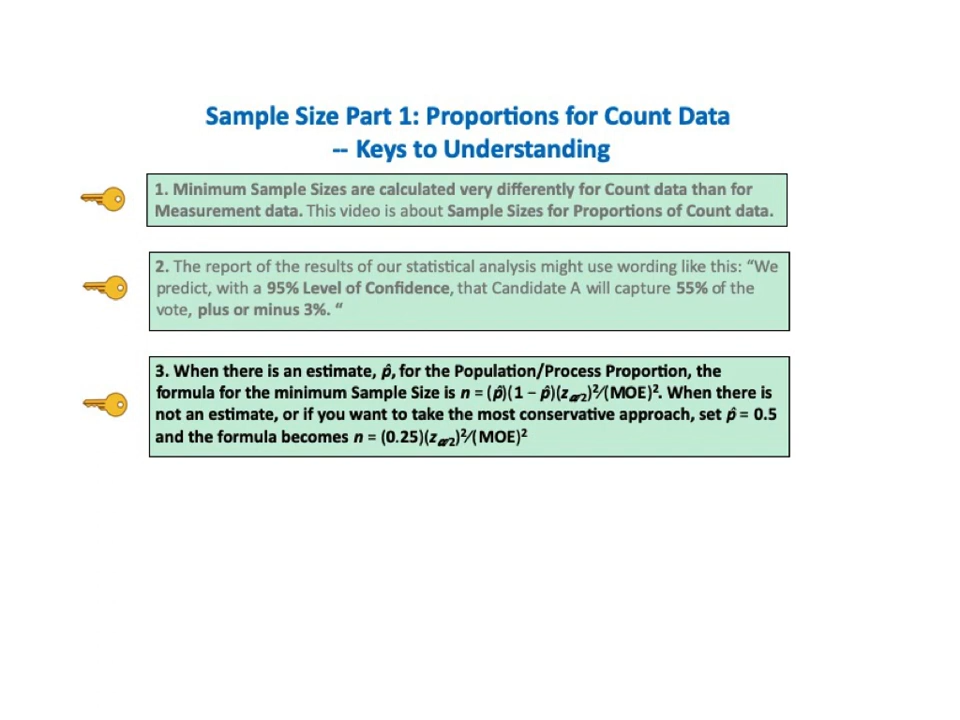 Sample Size Part 1: Proportions for Count Data
-- Keys to Understanding
1. Minimum Sample Sizes are calculated very differently for Count data than for
Measurement data. This video is about Sample Sizes for Proportions of Count data.
2. The report of the results of our statistical analysis might use wording like this: “We
predict, with a 95% Level of Confidence, that Candidate A will capture 55% of the
vote, plus or minus 3%. “
3. When there is an estimate, p̂, for the Population/Process Proportion, the
formula for the minimum Sample Size is n = (p̂)(1 – p̂)(zα/2)²⁄(MOE)². When there is
not an estimate, or if you want to take the most conservative approach, set p̂ = 0.5
and the formula becomes n = (0.25)(zα/2)²⁄(MOE)²